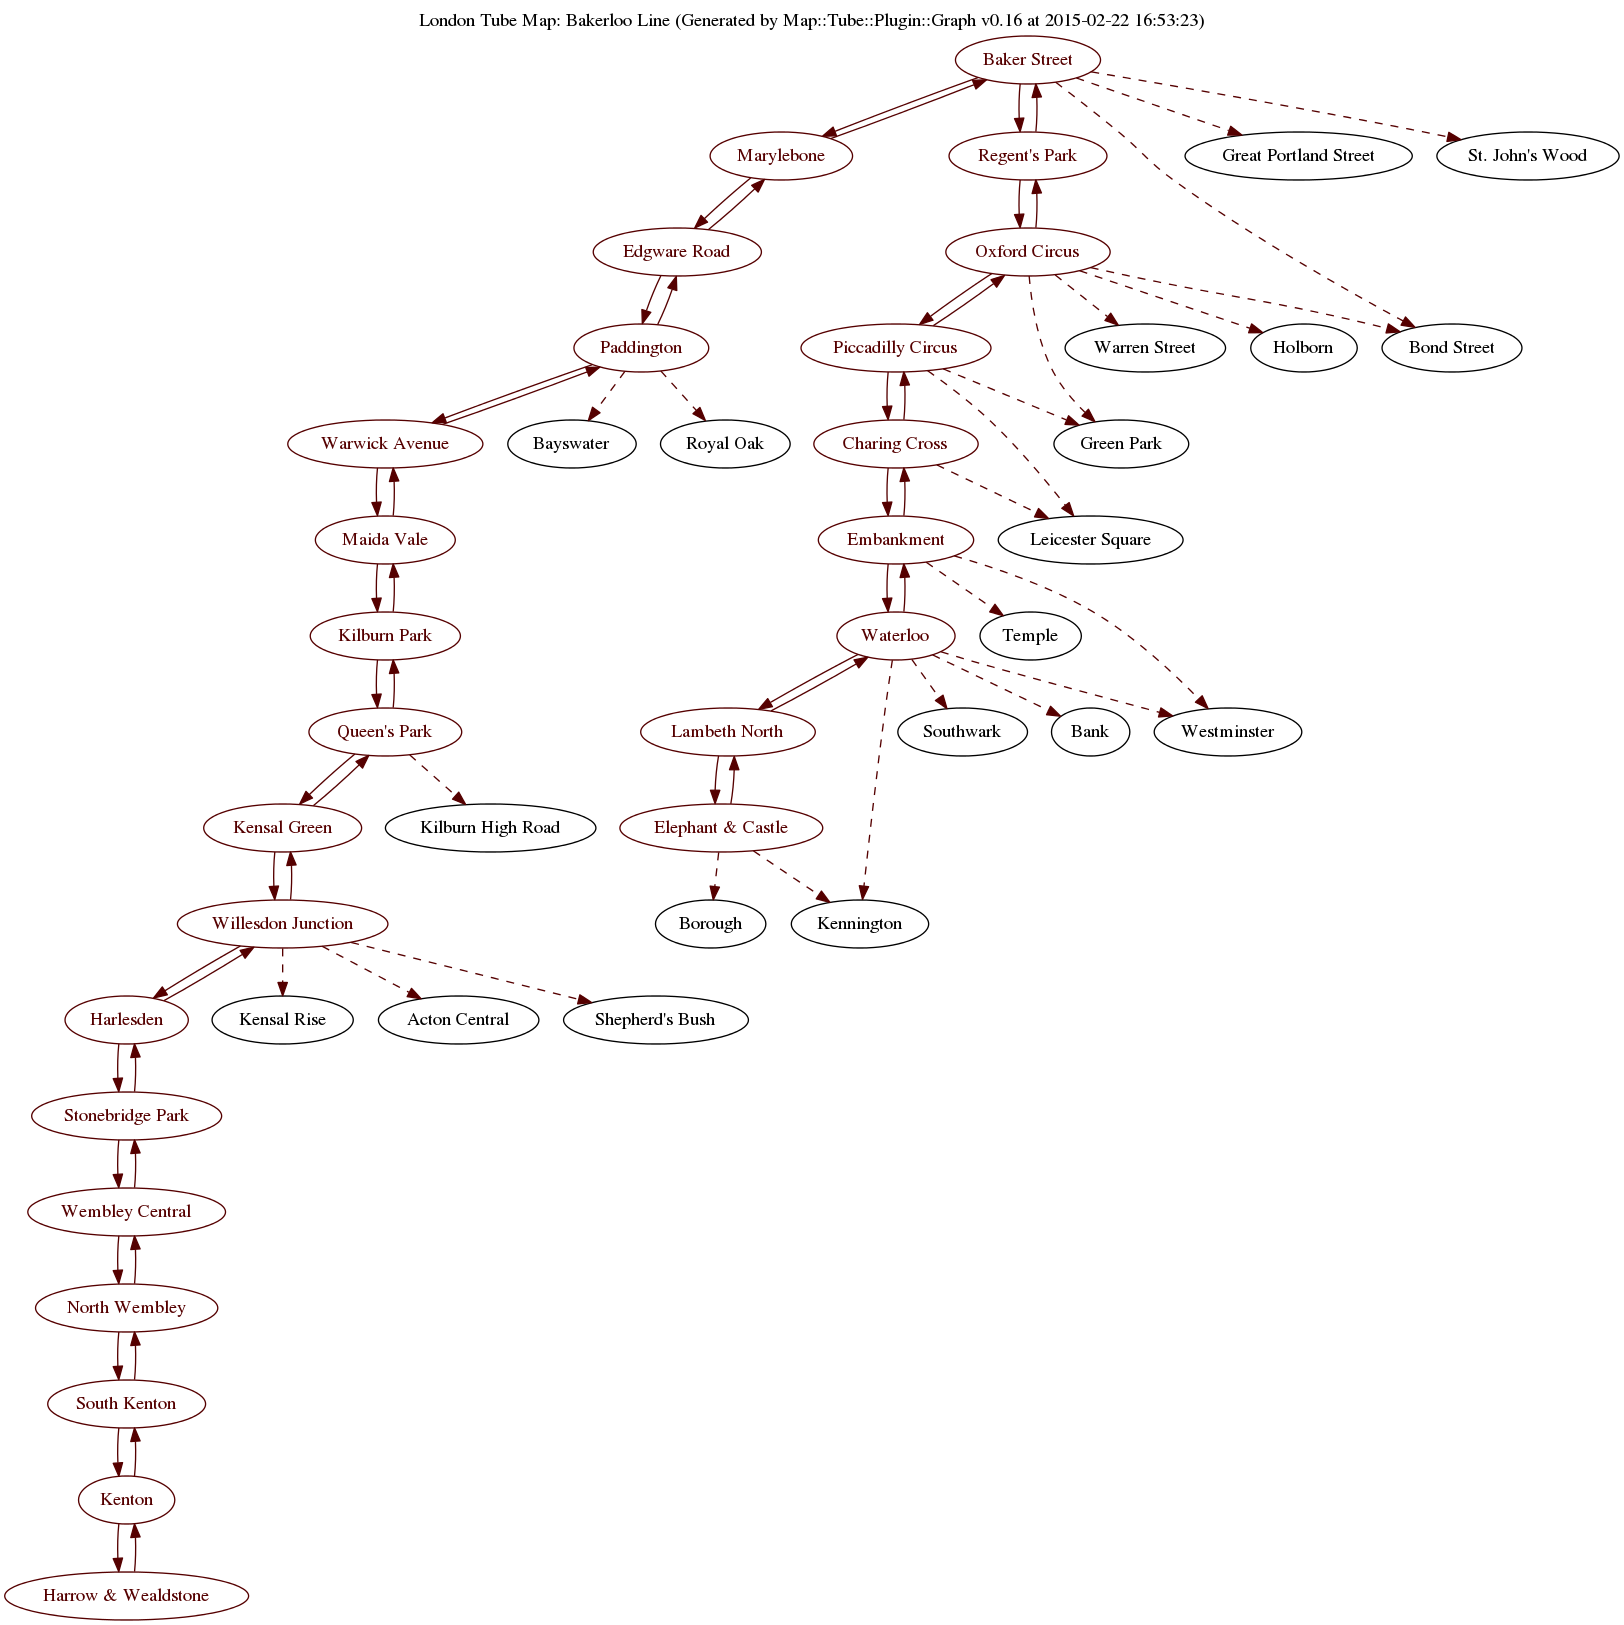 London Tube Map: Bakerloo Line (Generated by Map::Tube::Plugin::Graph v0.16 at 2015-02-22 16:53:23)
Baker Street
Marylebone
Regent's Park
Great Portland Street
St. John's Wood
Edgware Road
Oxford Circus
Paddington
Piccadilly Circus
Warren Street
Holborn
Bond Street
Warwick Avenue
Bayswater
Royal Oak
Charing Cross
Green Park
Maida Vale
Embankment
Leicester Square
Kilburn Park
Waterloo
Temple
Queen's Park
Lambeth North
Southwark
Bank
Westminster
Kensal Green
Kilburn High Road
Elephant & Castle
Willesdon Junction
Borough
Kennington
Harlesden
Kensal Rise
Acton Central
Shepherd's Bush
Stonebridge Park
Wembley Central
North Wembley
South Kenton
Kenton
Harrow & Wealdstone